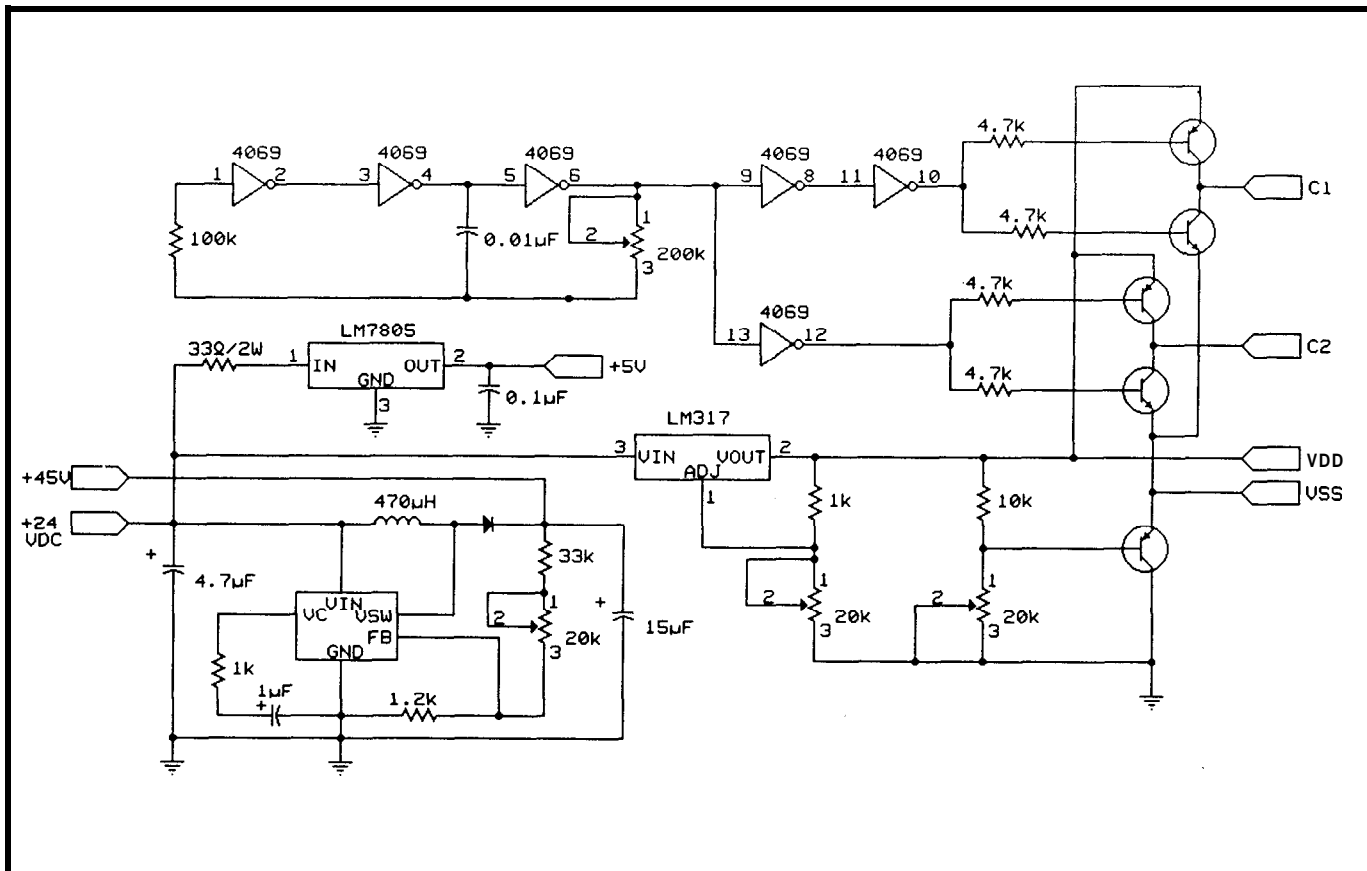 4.7k
4069 4069 4069 4069 4069
1 2 3 4 5 6 9 8 11 10
C1
4.7k
100k
0.01µF
1
2
3
200k
4.7k
4069
13 12
C2
4.7k
LM7805
33Ω/2W
1 IN OUT 2
GND
3
+5V
0.1µF
LM317
3 VIN VOUT 2
ADJ
1
VDD
VSS
+45V
470µH
+24
VDC
1k
10k
+
4.7µF
33k
VC VIN VSW
FB
GND
1
2
3
20k
+
15µF
1
2
3
20k
1
2
3
20k
1k
1µF
+
1.2k